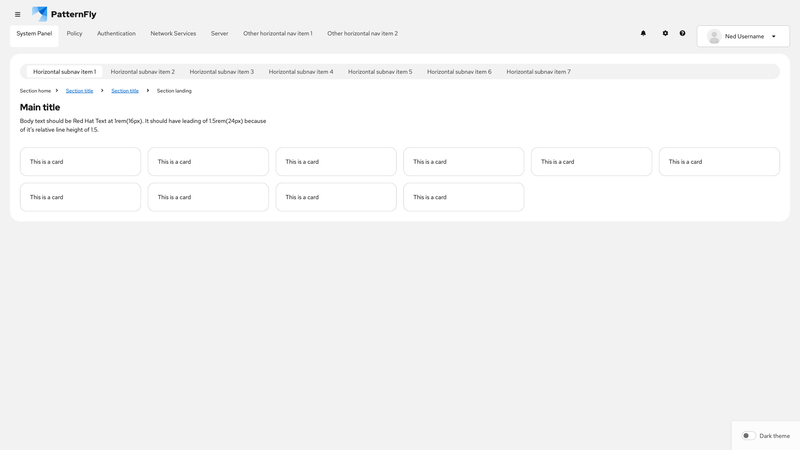 PatternFly
System Panel Policy Authentication Network Services Server Other horizontal nav item 1 Other horizontal nav item 2 Ned Username
Horizontal subnav item 1 Horizontal subnav item 2 Horizontal subnav item 3 Horizontal subnav item 4 Horizontal subnav item 5 Horizontal subnav item 6 Horizontal subnav item 7
Section home Section title Section title Section landing
Main title
Body text should be Red Hat Text at 1rem(16px). It should have leading of 1.5rem(24px) because
of it's relative line height of 1.5.
This is a card This is a card This is a card This is a card This is a card This is a card
This is a card This is a card This is a card This is a card
Dark theme